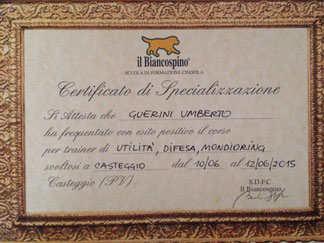 il Biancospino®
SCUOLA DI FORMAZIONE CINOFILA
Certificato di Specializzazione
Si Attesta che GUERINI UMBERTO
ha frequentato con esito positivo il corso
per trainer di UTILITA', DIFESA, MONDIORING
svoltosi a CASTEGGIO dal 10/06 al 12/06/2015
Casteggio (PV)
S.D.F.C.
Il Biancospino